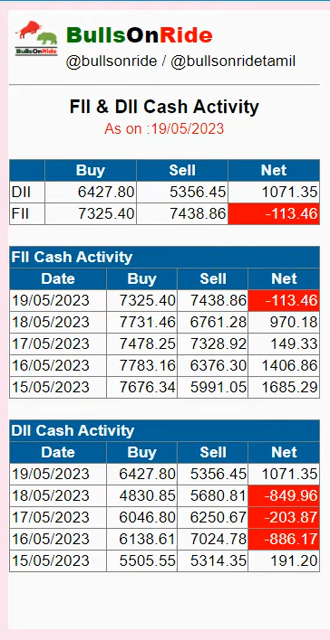 BullsOnRide
BullsOnRide
@bullsonride / @bullsonridetamil
FII & DII Cash Activity
As on :19/05/2023
Buy Sell Net
DII 6427.80 5356.45 1071.35
FII 7325.40 7438.86 -113.46
FII Cash Activity
Date Buy Sell Net
19/05/2023 7325.40 7438.86 -113.46
18/05/2023 7731.46 6761.28 970.18
17/05/2023 7478.25 7328.92 149.33
16/05/2023 7783.16 6376.30 1406.86
15/05/2023 7676.34 5991.05 1685.29
DII Cash Activity
Date Buy Sell Net
19/05/2023 6427.80 5356.45 1071.35
18/05/2023 4830.85 5680.81 -849.96
17/05/2023 6046.80 6250.67 -203.87
16/05/2023 6138.61 7024.78 -886.17
15/05/2023 5505.55 5314.35 191.20